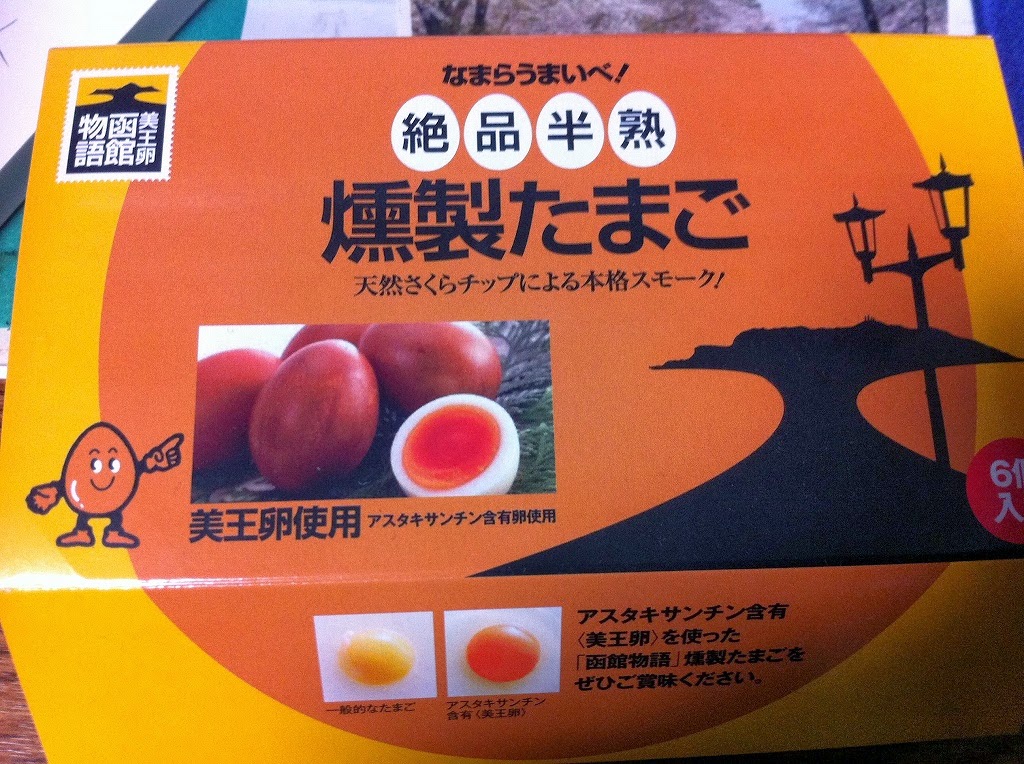 美王卵
函館
物語
なまらうまいべ！
絶品半熟
燻製たまご
天然さくらチップによる本格スモーク！
美王卵使用 アスタキサンチン含有卵使用
6個
入
アスタキサンチン含有
〈美王卵〉を使った
「函館物語」燻製たまごを
ぜひご賞味ください。
一般的なたまご
アスタキサンチン
含有〈美王卵〉